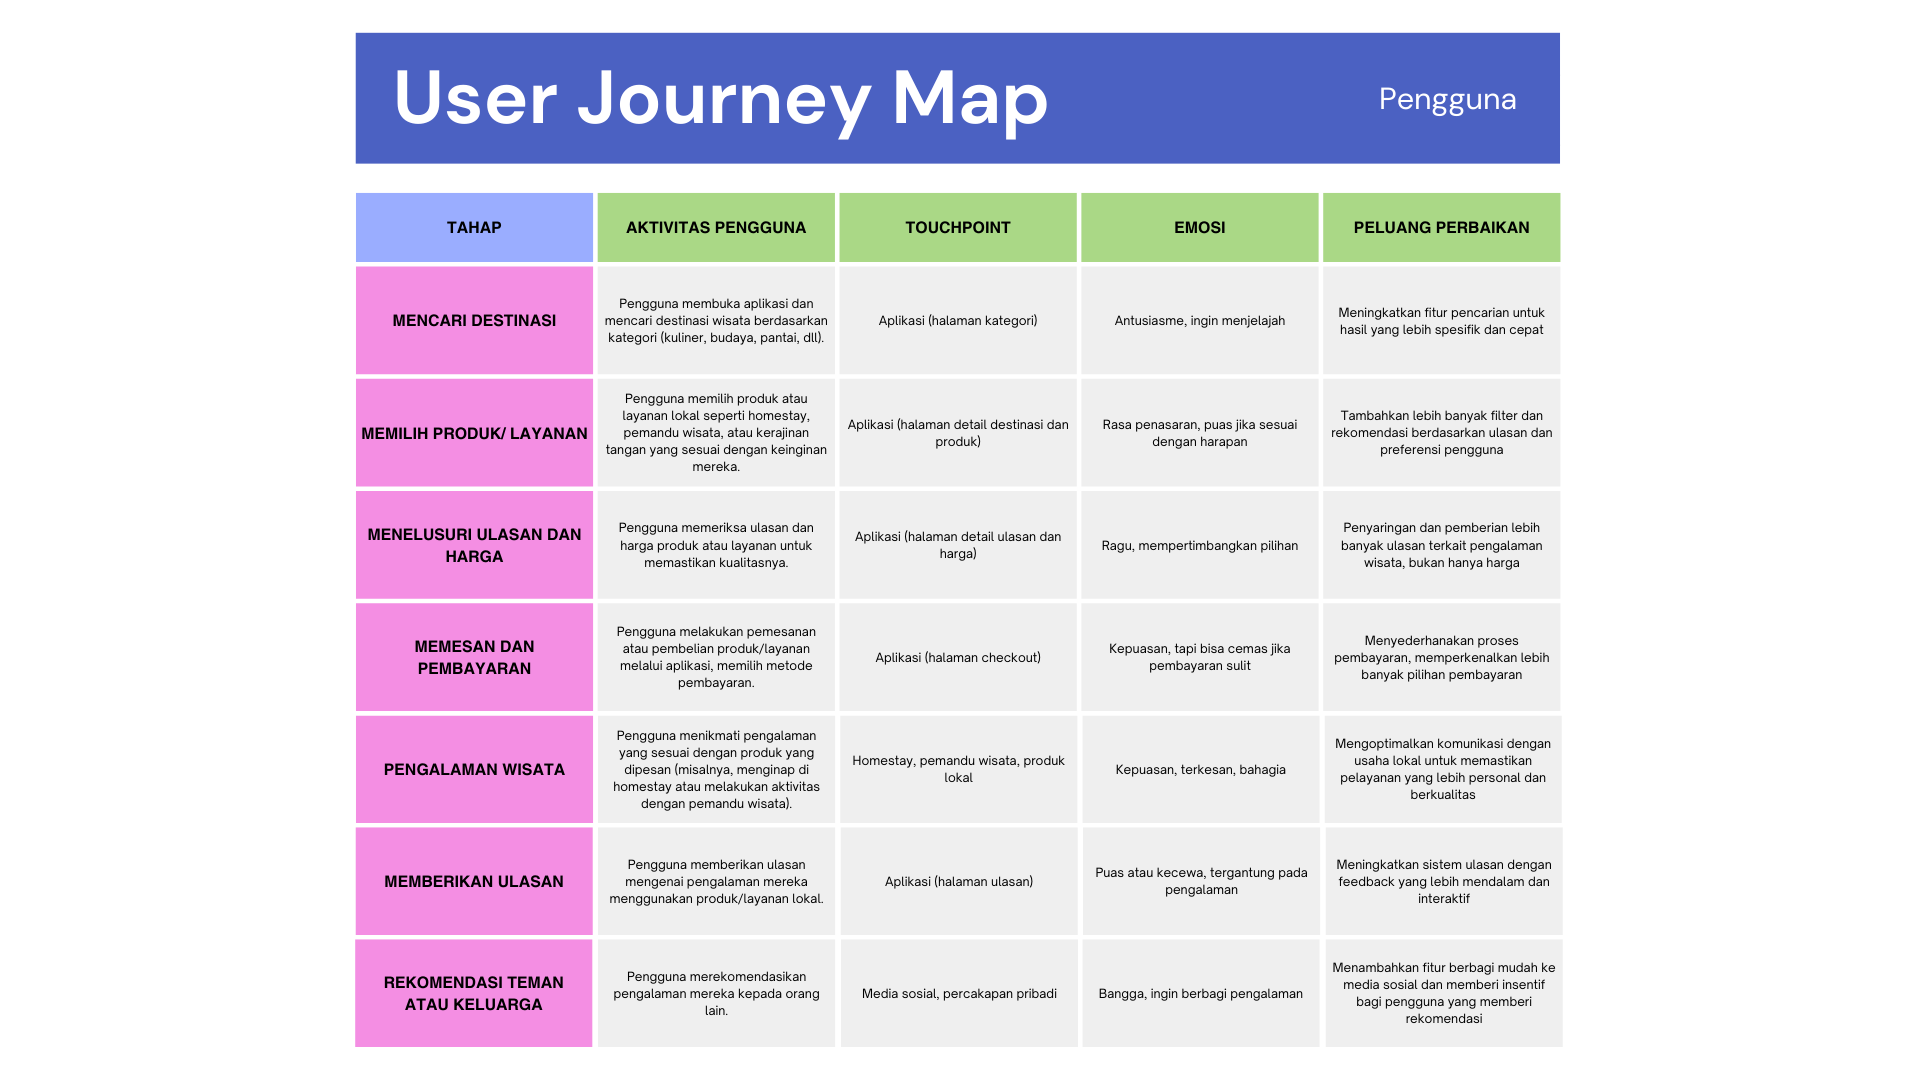 User Journey Map
Pengguna
TAHAP
AKTIVITAS PENGGUNA
TOUCHPOINT
EMOSI
PELUANG PERBAIKAN
MENCARI DESTINASI
Pengguna membuka aplikasi dan
mencari destinasi wisata berdasarkan
kategori (kuliner, budaya, pantai, dll).
Aplikasi (halaman kategori)
Antusiasme, ingin menjelajah
Meningkatkan fitur pencarian untuk
hasil yang lebih spesifik dan cepat
MEMILIH PRODUK/ LAYANAN
Pengguna memilih produk atau
layanan lokal seperti homestay,
pemandu wisata, atau kerajinan
tangan yang sesuai dengan keinginan
mereka.
Aplikasi (halaman detail destinasi dan
produk)
Rasa penasaran, puas jika sesuai
dengan harapan
Tambahkan lebih banyak filter dan
rekomendasi berdasarkan ulasan dan
preferensi pengguna
MENELUSURI ULASAN DAN
HARGA
Pengguna memeriksa ulasan dan
harga produk atau layanan untuk
memastikan kualitasnya.
Aplikasi (halaman detail ulasan dan
harga)
Ragu, mempertimbangkan pilihan
Penyaringan dan pemberian lebih
banyak ulasan terkait pengalaman
wisata, bukan hanya harga
MEMESAN DAN
PEMBAYARAN
Pengguna melakukan pemesanan
atau pembelian produk/layanan
melalui aplikasi, memilih metode
pembayaran.
Aplikasi (halaman checkout)
Kepuasan, tapi bisa cemas jika
pembayaran sulit
Menyederhanakan proses
pembayaran, memperkenalkan lebih
banyak pilihan pembayaran
PENGALAMAN WISATA
Pengguna menikmati pengalaman
yang sesuai dengan produk yang
dipesan (misalnya, menginap di
homestay atau melakukan aktivitas
dengan pemandu wisata).
Homestay, pemandu wisata, produk
lokal
Kepuasan, terkesan, bahagia
Mengoptimalkan komunikasi dengan
usaha lokal untuk memastikan
pelayanan yang lebih personal dan
berkualitas
MEMBERIKAN ULASAN
Pengguna memberikan ulasan
mengenai pengalaman mereka
menggunakan produk/layanan lokal.
Aplikasi (halaman ulasan)
Puas atau kecewa, tergantung pada
pengalaman
Meningkatkan sistem ulasan dengan
feedback yang lebih mendalam dan
interaktif
REKOMENDASI TEMAN
ATAU KELUARGA
Pengguna merekomendasikan
pengalaman mereka kepada orang
lain.
Media sosial, percakapan pribadi
Bangga, ingin berbagi pengalaman
Menambahkan fitur berbagi mudah ke
media sosial dan memberi insentif
bagi pengguna yang memberi
rekomendasi